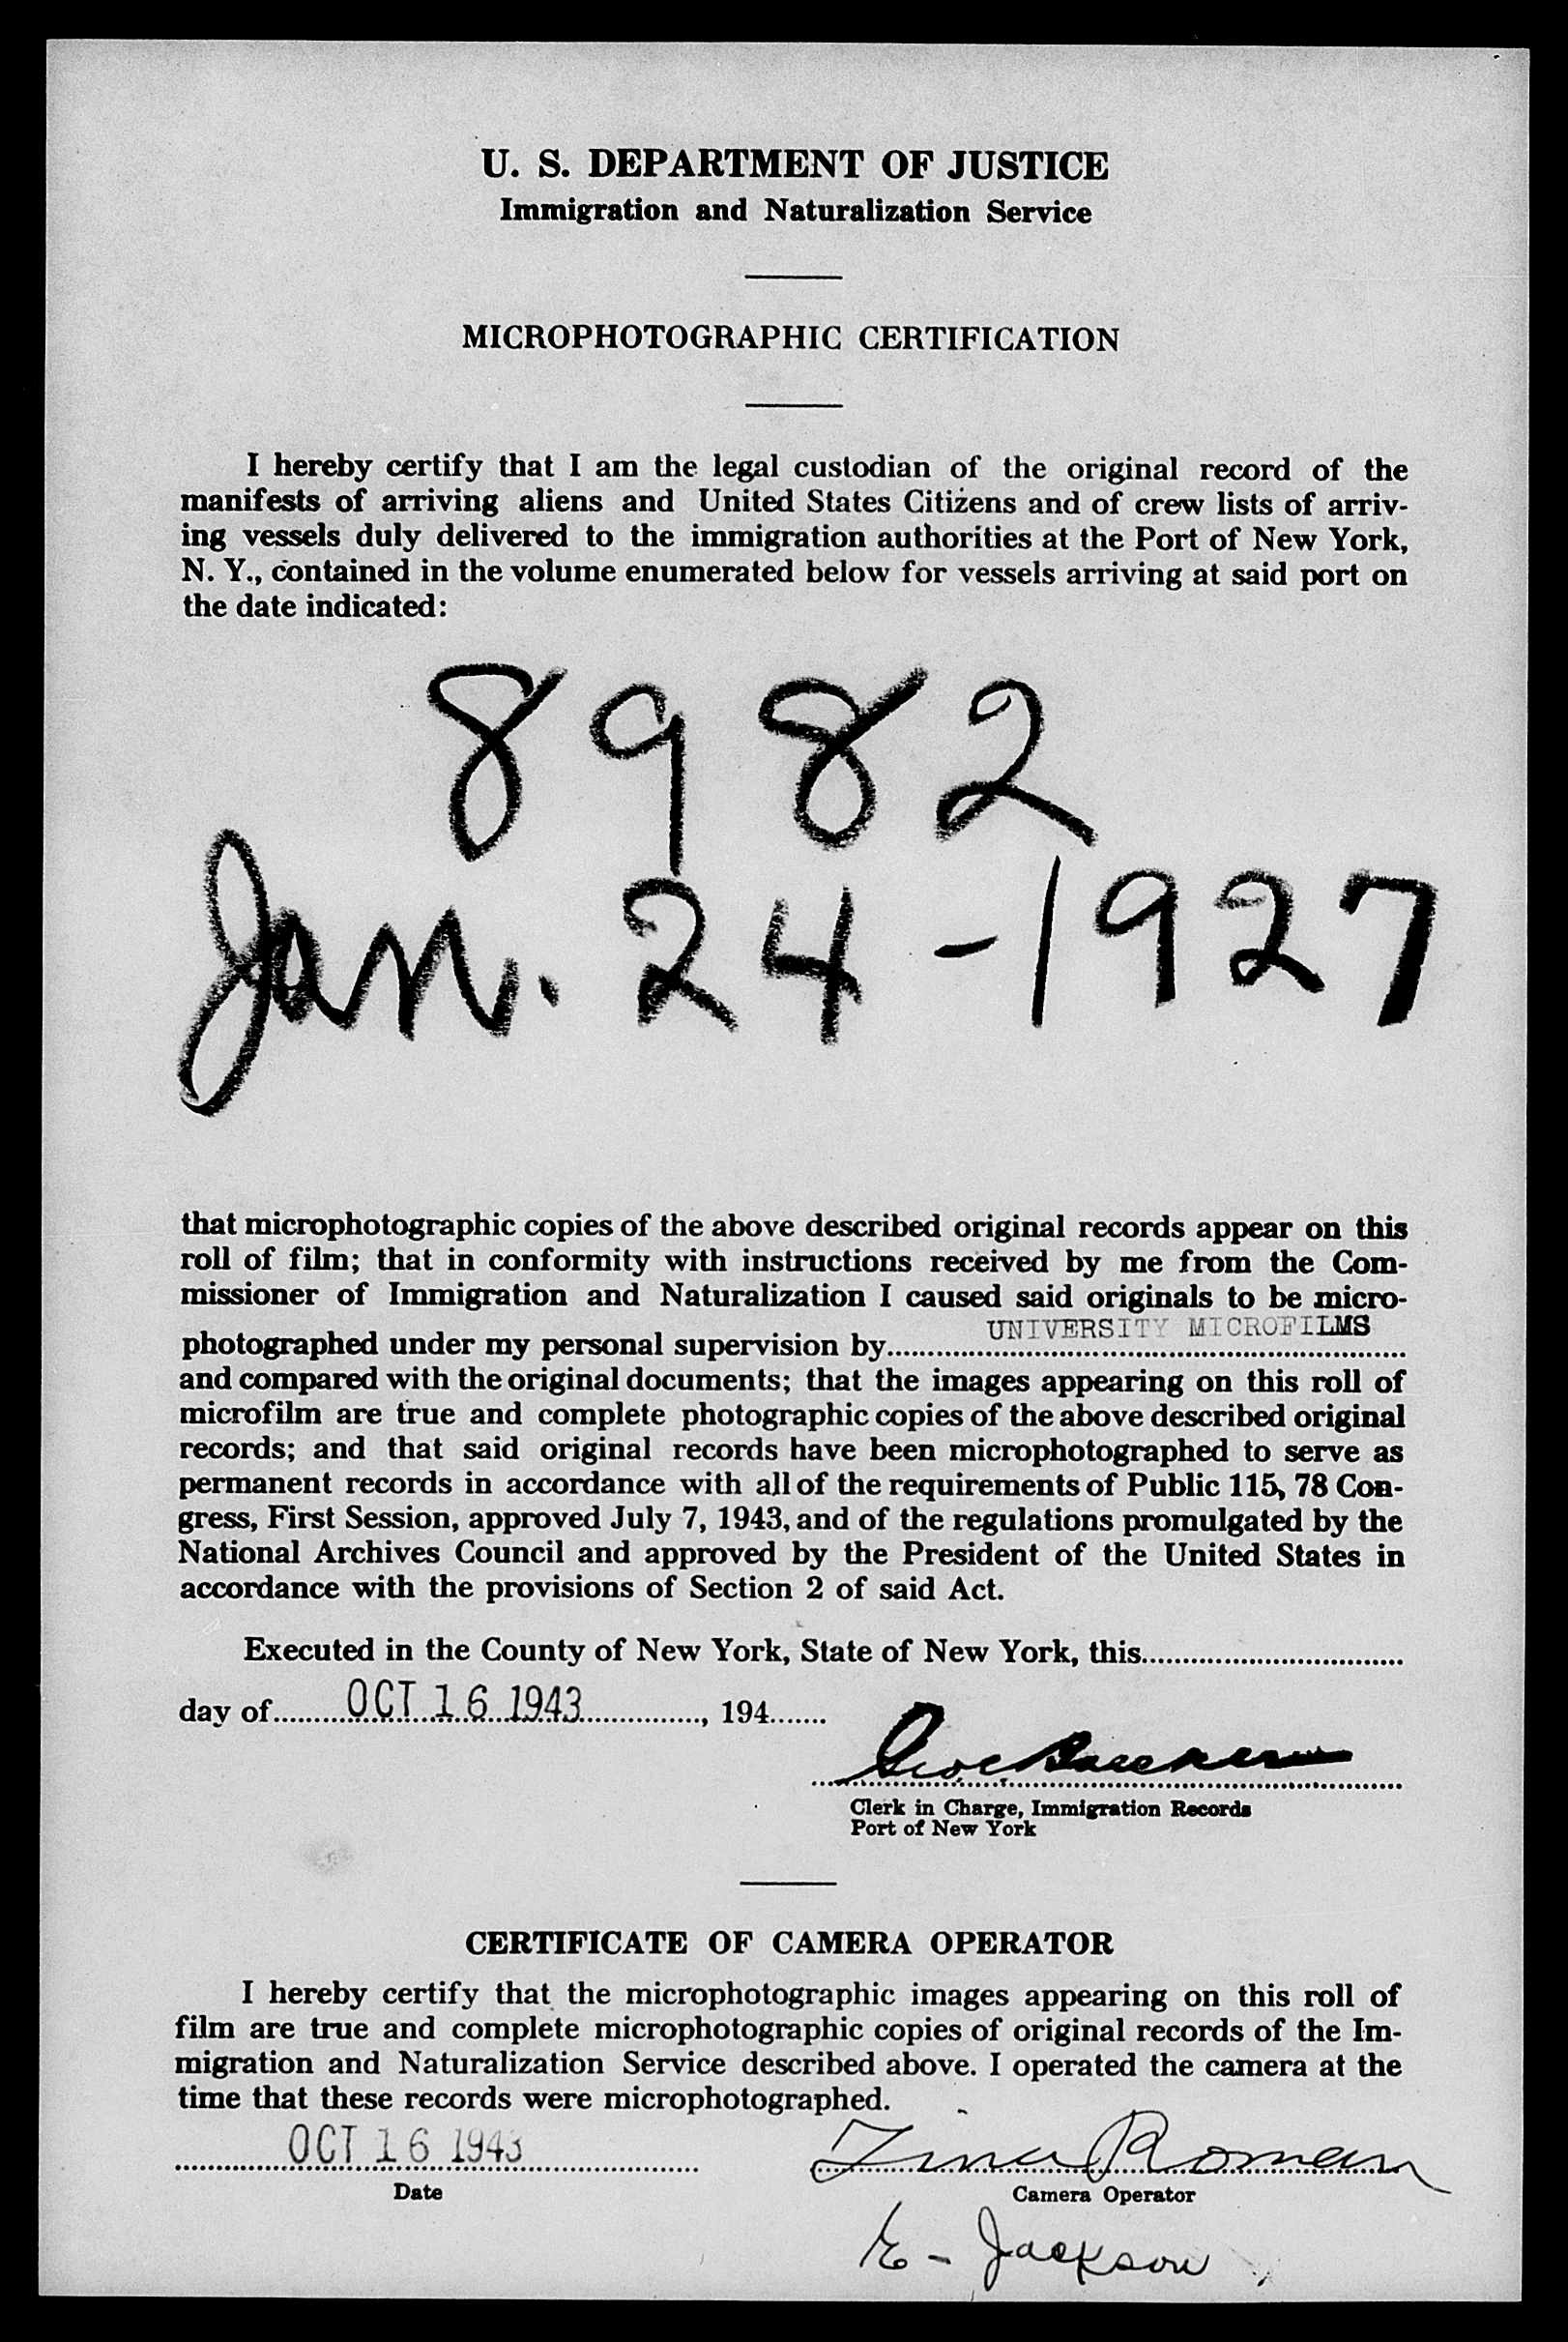 U. S. DEPARTMENT OF JUSTICE
Immigration and Naturalization Service
MICROPHOTOGRAPHIC CERTIFICATION
I hereby certify that I am the legal custodian of the original record of the
manifests of arriving aliens and United States Citizens and of crew lists of arriv-
ing vessels duly delivered to the immigration authorities at the Port of New York,
N. Y., contained in the volume enumerated below for vessels arriving at said port on
the date indicated:
8982
Jan. 24-1927
that microphotographic copies of the above described original records appear on this
roll of film; that in conformity with instructions received by me from the Com-
missioner of Immigration and Naturalization I caused said originals to be micro-
photographed under my personal supervision by UNIVERSITY MICROFILMS
and compared with the original documents; that the images appearing on this roll of
microfilm are true and complete photographic copies of the above described original
records; and that said original records have been microphotographed to serve as
permanent records in accordance with all of the requirements of Public 115, 78 Con-
gress, First Session, approved July 7, 1943, and of the regulations promulgated by the
National Archives Council and approved by the President of the United States in
accordance with the provisions of Section 2 of said Act.
Executed in the County of New York, State of New York, this
day of OCT 16 1943, 194
Clerk in Charge, Immigration Records
Port of New York
CERTIFICATE OF CAMERA OPERATOR
I hereby certify that the microphotographic images appearing on this roll of
film are true and complete microphotographic copies of original records of the Im-
migration and Naturalization Service described above. I operated the camera at the
time that these records were microphotographed.
OCT 16 1943 Tina Roman
Date Camera Operator
E - Jackson